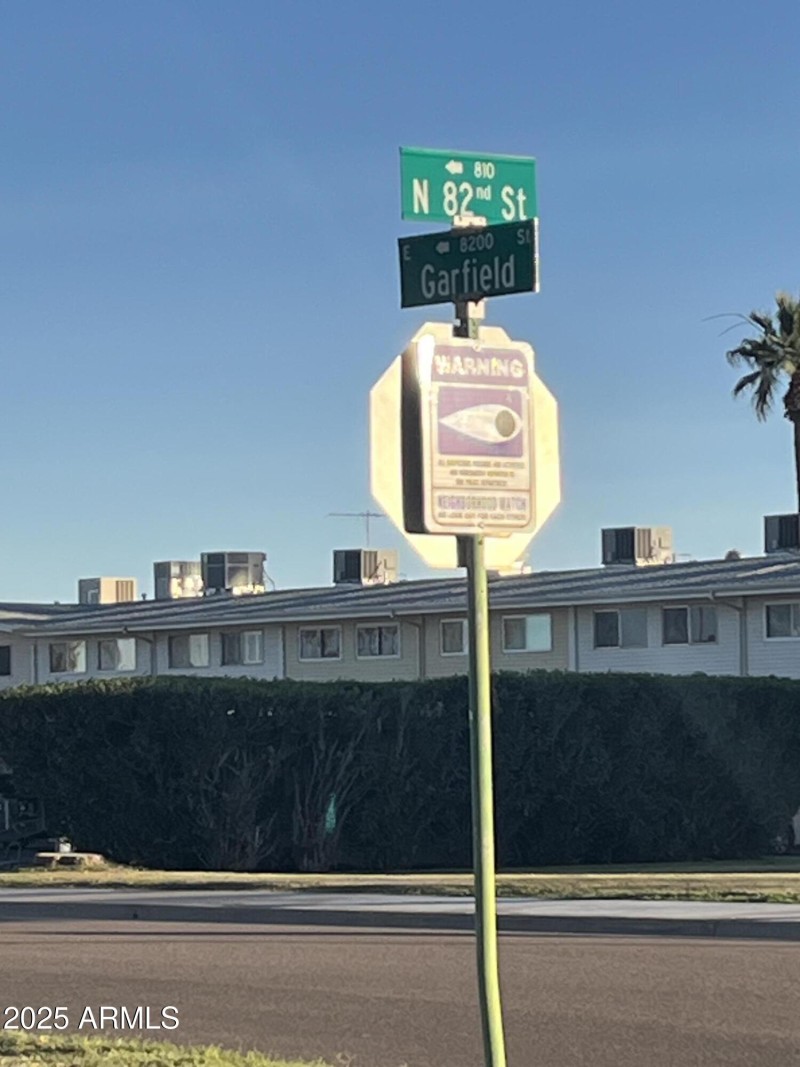 810
N 82nd St
E 8200 St
Garfield
WARNING
NEIGHBORHOOD WATCH
2025 ARMLS